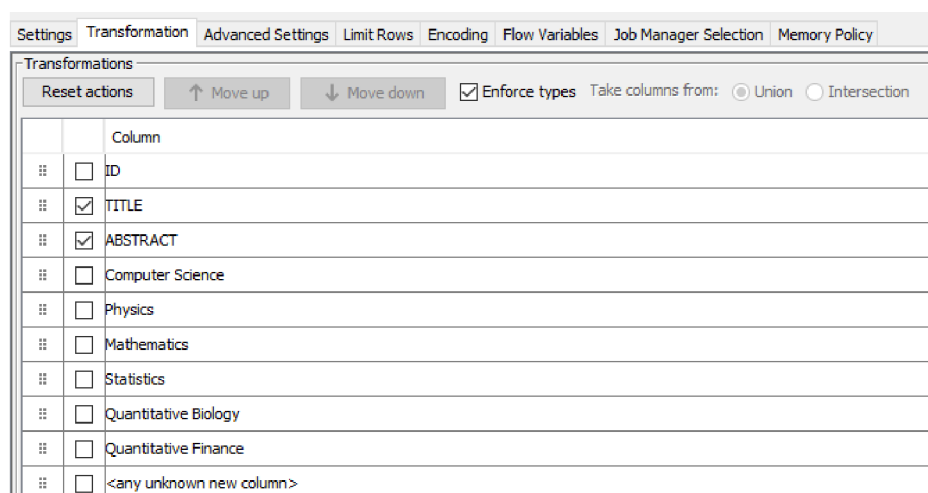 Settings Transformation Advanced Settings Limit Rows Encoding Flow Variables Job Manager Selection Memory Policy
Transformations
Reset actions Move up Move down Enforce types Take columns from: Union Intersection
Column
ID
TITLE
ABSTRACT
Computer Science
Physics
Mathematics
Statistics
Quantitative Biology
Quantitative Finance
<any unknown new column>